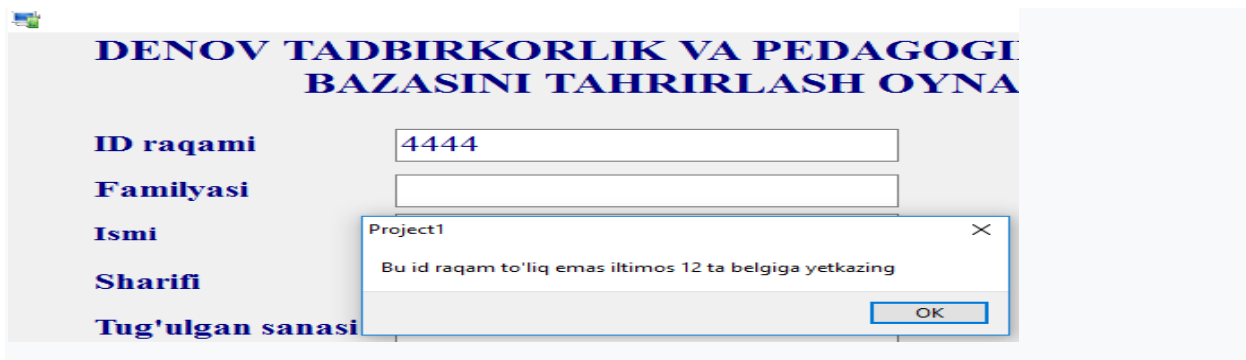 DENOV TADBIRKORLIK VA PEDAGOGI
BAZASINI TAHRIRLASH OYNA
ID raqami 4444
Familyasi
Ismi
Project1
Bu id raqam to'liq emas iltimos 12 ta belgiga yetkazing
Sharifi
OK
Tug'ulgan sanasi